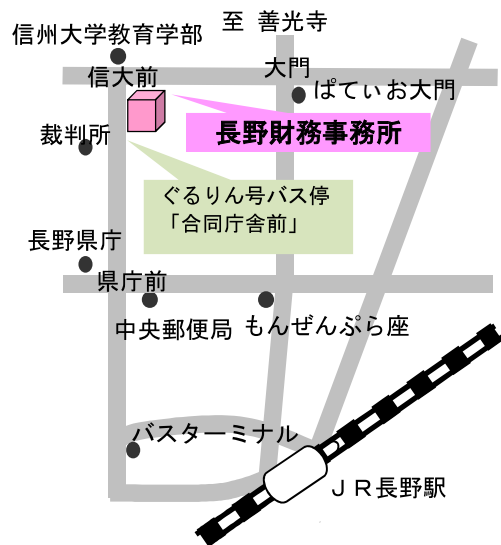 至 善光寺
信州大学教育学部
大門
信大前
ぱてぃお大門
長野財務事務所
裁判所
ぐるりん号バス停
「合同庁舎前」
長野県庁
県庁前
中央郵便局
もんぜんぷら座
バスターミナル
ＪＲ長野駅